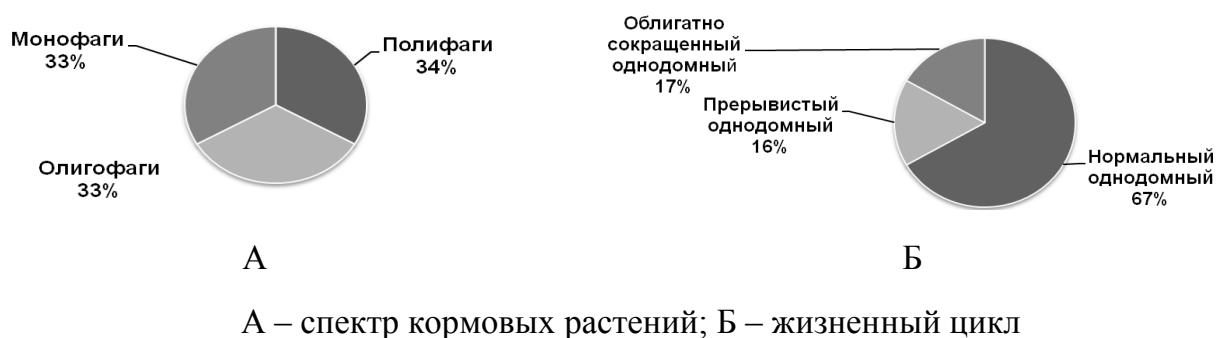 Монофаги
33%
Полифаги
34%
Олигофаги
33%
Облигатно
сокращенный
однодомный
17%
Прерывистый
однодомный
16%
Нормальный
однодомный
67%
А
Б
А – спектр кормовых растений; Б – жизненный цикл